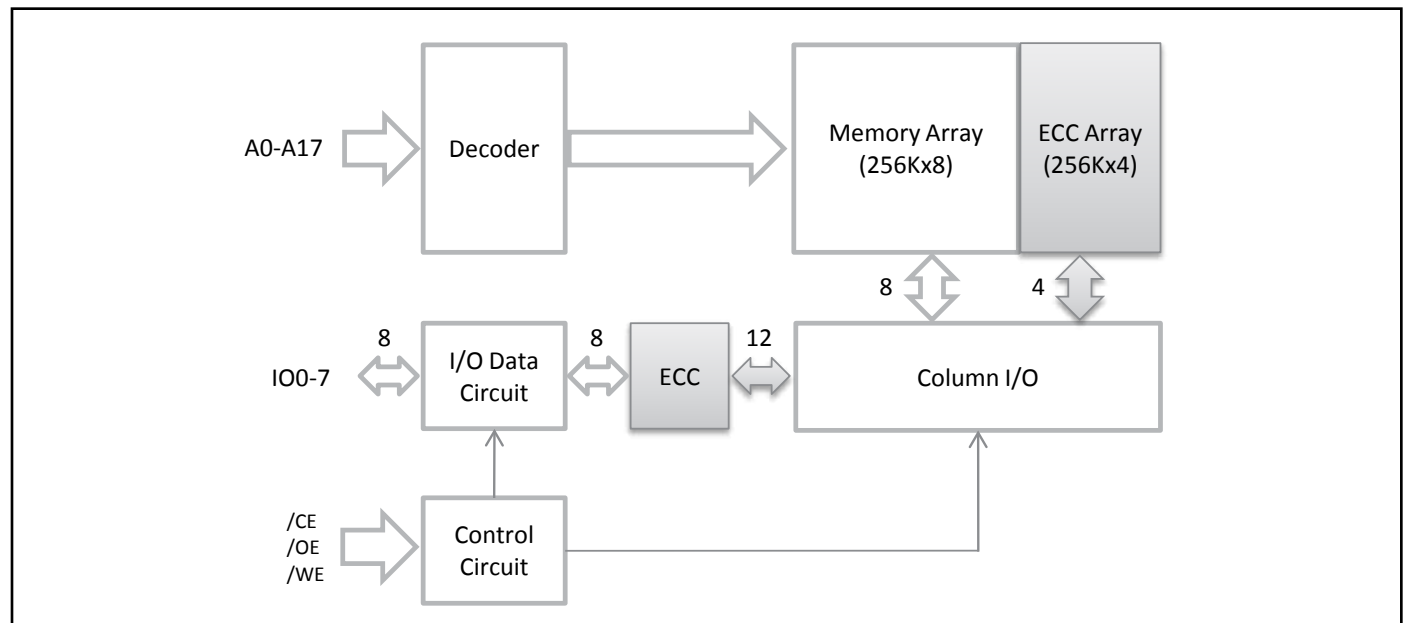 A0-A17
Decoder
Memory Array
(256Kx8)
ECC Array
(256Kx4)
8
4
IO0-7
8
I/O Data
Circuit
8
ECC
12
Column I/O
/CE
/OE
/WE
Control
Circuit